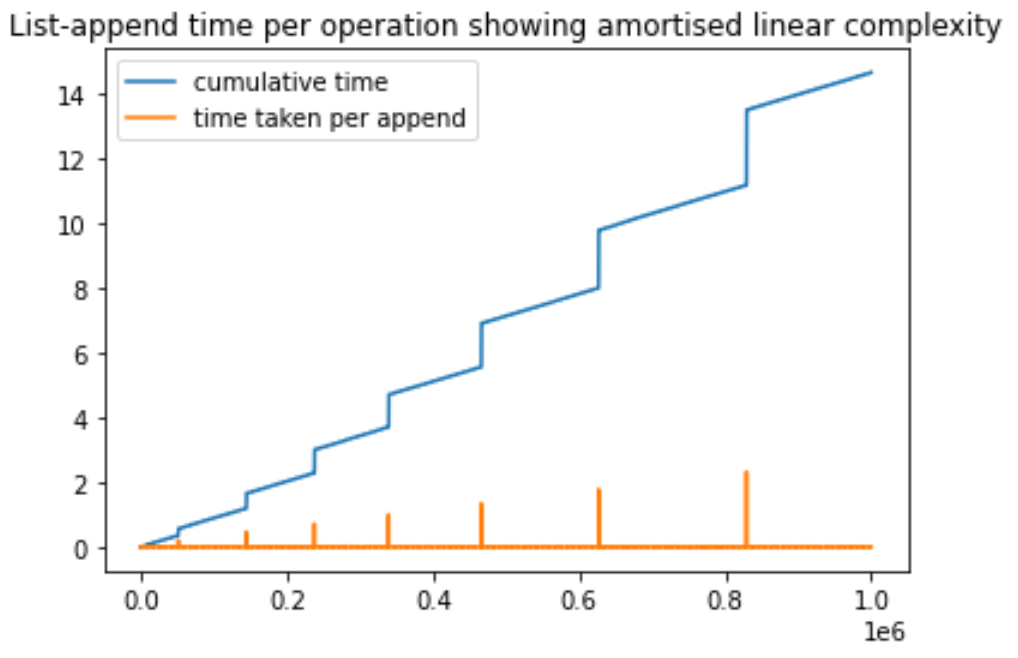 List-append time per operation showing amortised linear complexity
cumulative time
time taken per append
14
12
10
8
6
4
2
0
0.0 0.2 0.4 0.6 0.8 1.0
1e6